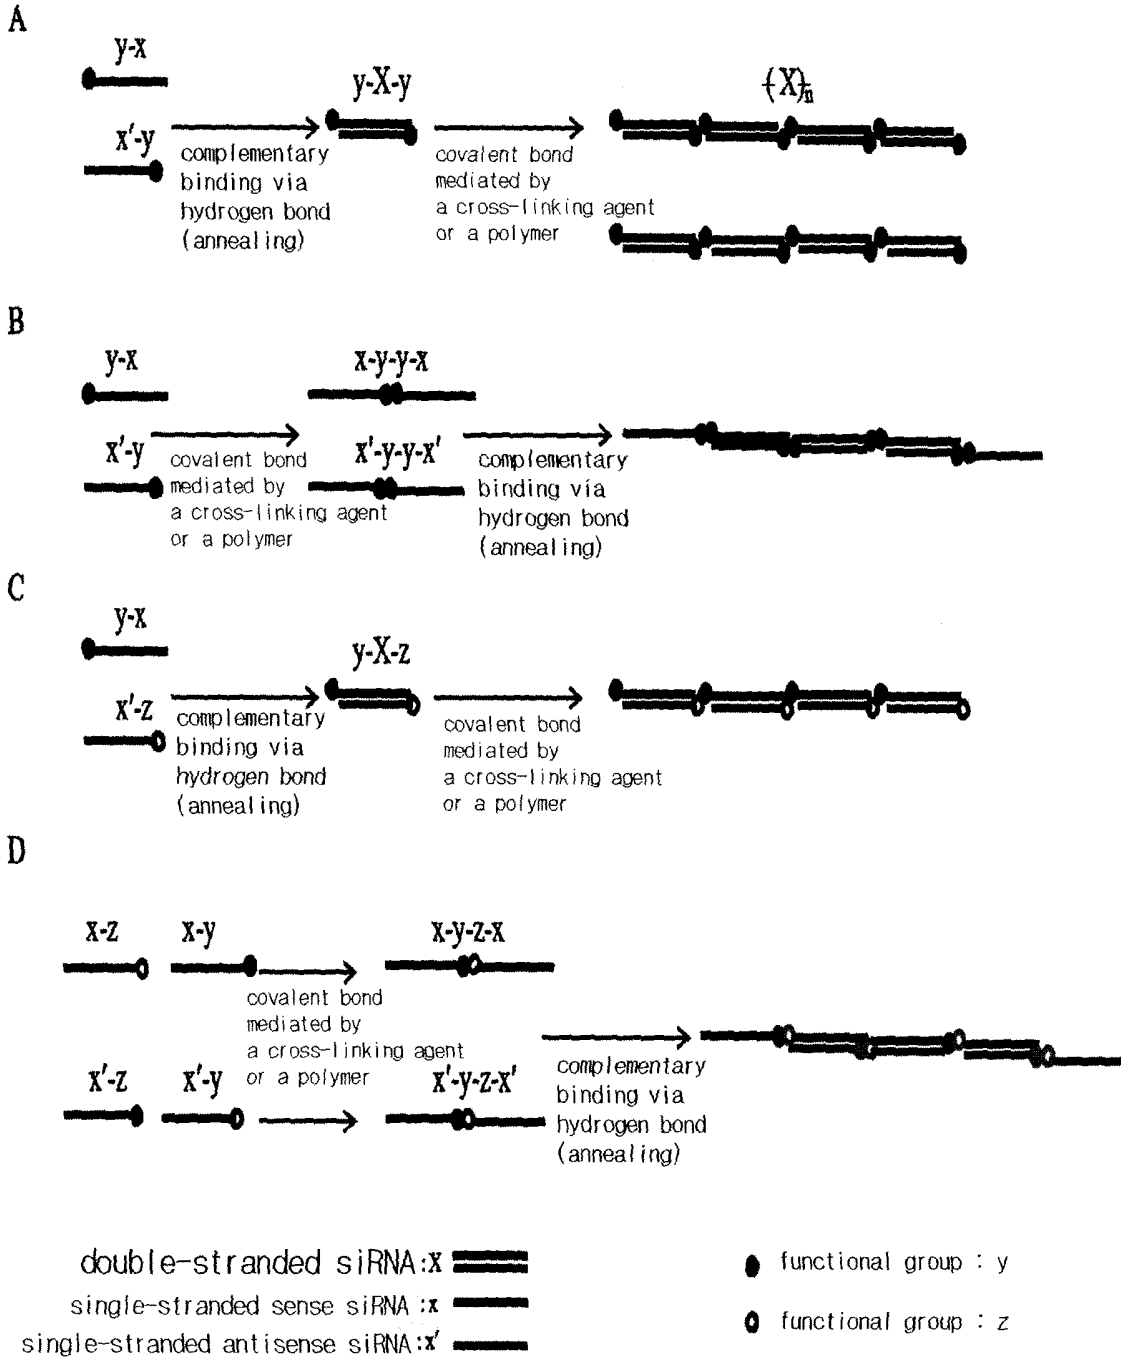 A
y-x
y-X-y
(X)n
x'-y
complementary
binding via
hydrogen bond
(annealing)
covalent bond
mediated by
a cross-linking agent
or a polymer
B
y-x
x-y-y-x
x'-y
x'-y-y-x'
covalent bond
mediated by
a cross-linking agent
or a polymer
complementary
binding via
hydrogen bond
(annealing)
C
y-x
y-X-z
x'-z
complementary
binding via
hydrogen bond
(annealing)
covalent bond
mediated by
a cross-linking agent
or a polymer
D
x-z
x-y
x-y-z-x
covalent bond
mediated by
a cross-linking agent
or a polymer
x'-z
x'-y
x'-y-z-x'
complementary
binding via
hydrogen bond
(annealing)
double-stranded siRNA:X
single-stranded sense siRNA :x
single-stranded antisense siRNA:x'
functional group : y
functional group : z